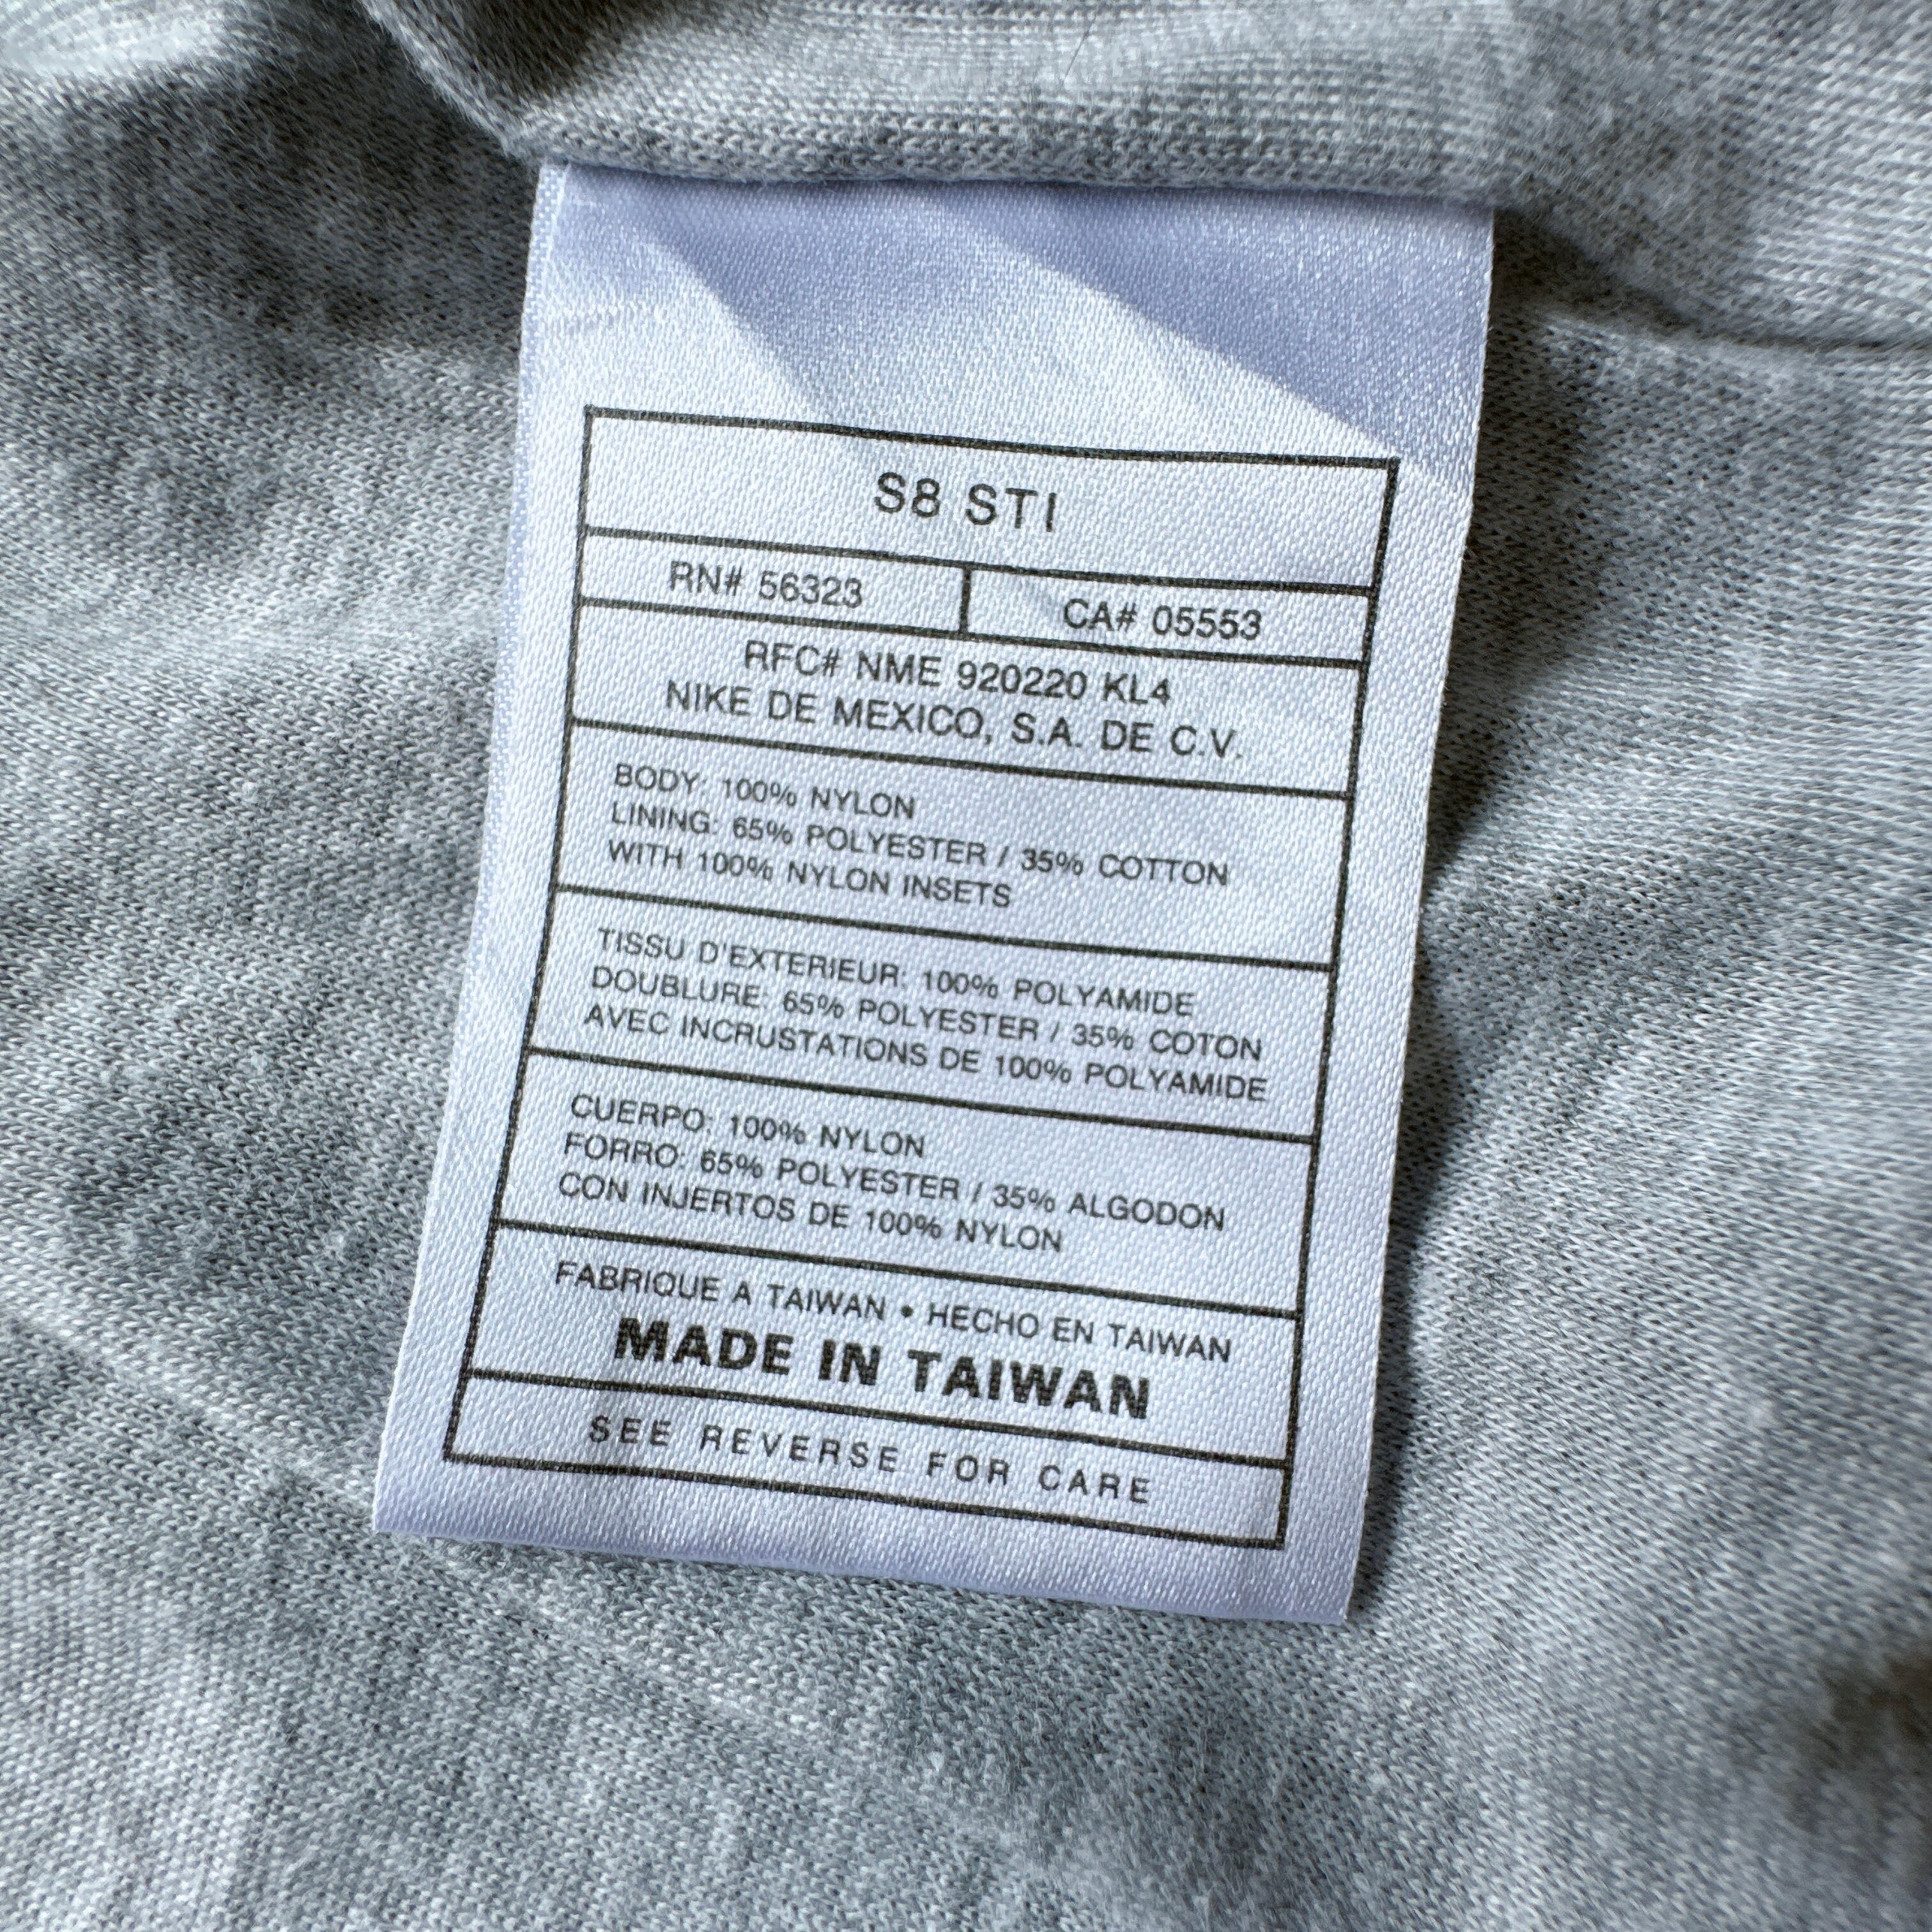 S8 STI
RN# 56323 CA# 05553
RFC# NME 920220 KL4
NIKE DE MEXICO, S.A. DE C.V.
BODY: 100% NYLON
LINING: 65% POLYESTER / 35% COTTON
WITH 100% NYLON INSETS
TISSU D'EXTERIEUR: 100% POLYAMIDE
DOUBLURE: 65% POLYESTER / 35% COTON
AVEC INCRUSTATIONS DE 100% POLYAMIDE
CUERPO: 100% NYLON
FORRO: 65% POLYESTER / 35% ALGODON
CON INJERTOS DE 100% NYLON
FABRIQUE A TAIWAN • HECHO EN TAIWAN
MADE IN TAIWAN
SEE REVERSE FOR CARE